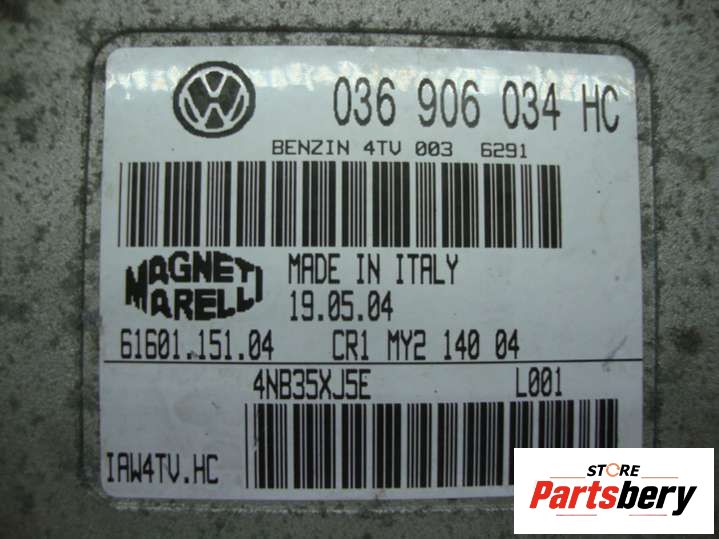 036 906 034 HC
BENZIN 4TV 003 6291
MAGNETI
MARELLI
MADE IN ITALY
19.05.04
61601.151.04 CR1 MY2 140 04
4NB35XJ5E L001
IAW4TV.HC
STORE
Partsbery